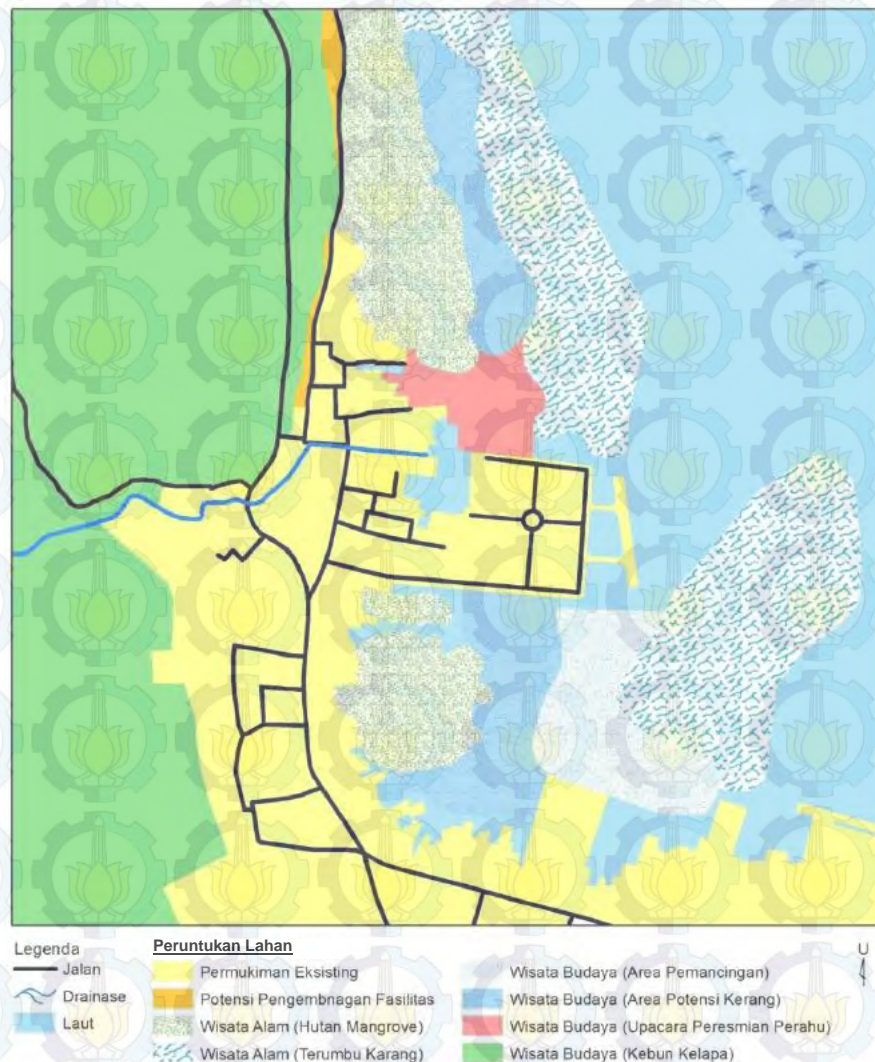 Legenda
Jalan
Drainase
Laut
Peruntukan Lahan
Permukiman Eksisting
Potensi Pengembnagan Fasilitas
Wisata Alam (Hutan Mangrove)
Wisata Alam (Terumbu Karang)
Wisata Budaya (Area Pemancingan)
Wisata Budaya (Area Potensi Kerang)
Wisata Budaya (Upacara Peresmian Perahu)
Wisata Budaya (Kebun Kelapa)
U